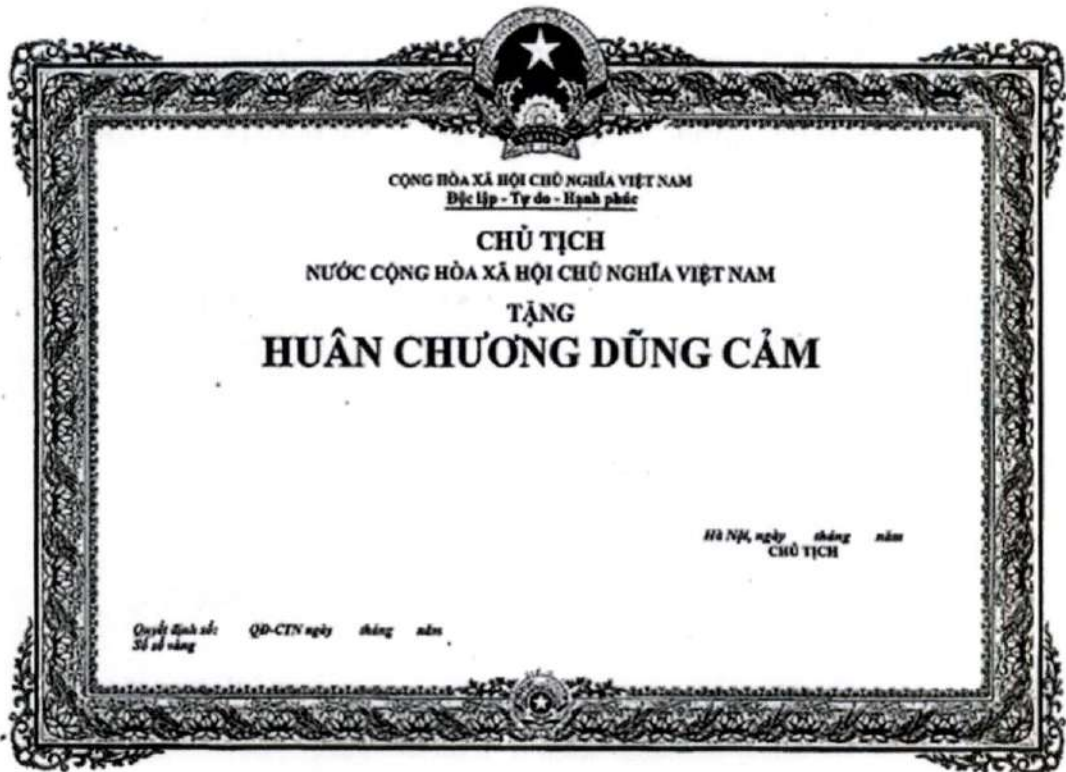 CỘNG HÒA XÃ HỘI CHỦ NGHĨA VIỆT NAM
Độc lập - Tự do - Hạnh phúc
CHỦ TỊCH
NƯỚC CỘNG HÒA XÃ HỘI CHỦ NGHĨA VIỆT NAM
TẶNG
HUÂN CHƯƠNG DŨNG CẢM
Hà Nội, ngày tháng năm
CHỦ TỊCH
Quyết định số: QĐ-CTN ngày tháng năm
Số sổ vàng